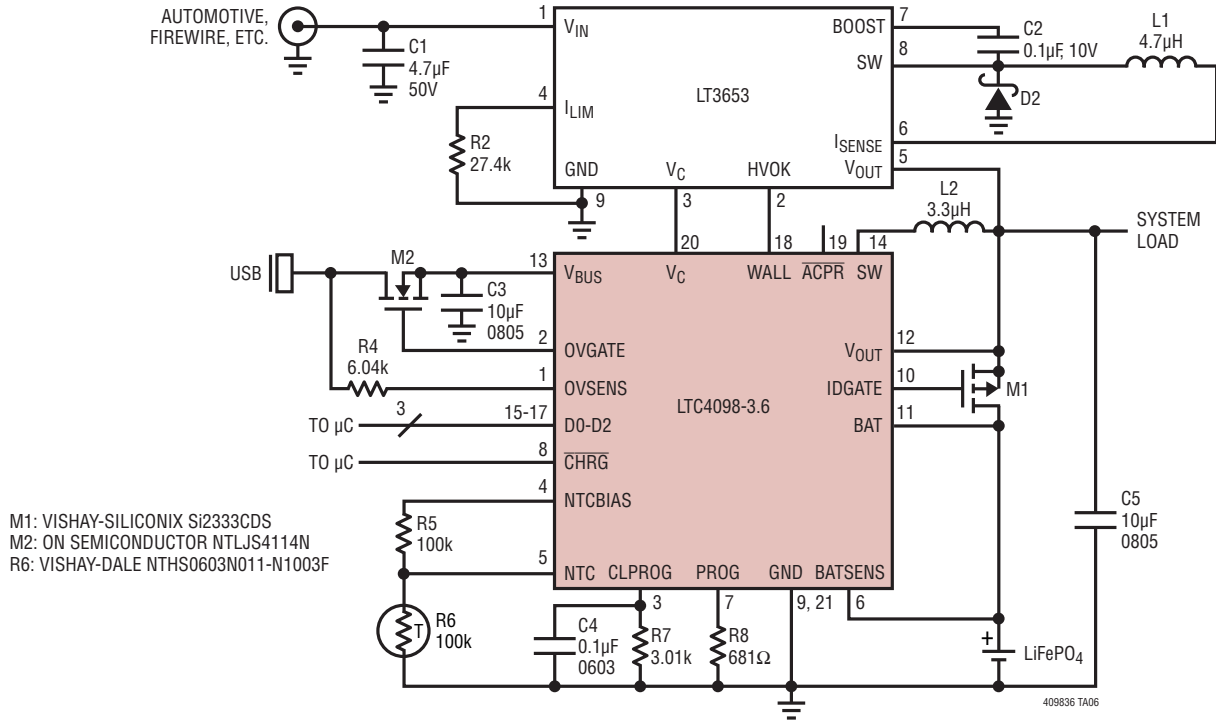 AUTOMOTIVE,
FIREWIRE, ETC.
1
VIN
C1
4.7µF
50V
4
ILIM
R2
27.4k
LT3653
BOOST
7
C2
0.1µF, 10V
L1
4.7µH
SW
8
D2
ISENSE
6
VOUT
5
GND
9
VC
3
HVOK
2
L2
3.3µH
SYSTEM
LOAD
20
18
19
14
USB
M2
13
VBUS
VC
WALL
ACPR
SW
C3
10µF
0805
2
OVGATE
R4
6.04k
1
OVSENS
VOUT
12
IDGATE
10
M1
LTC4098-3.6
TO µC
3
15-17
D0-D2
BAT
11
TO µC
8
CHRG
4
NTCBIAS
R5
100k
5
NTC
CLPROG
PROG
GND
BATSENS
3
7
9, 21
6
C5
10µF
0805
M1: VISHAY-SILICONIX Si2333CDS
M2: ON SEMICONDUCTOR NTLJS4114N
R6: VISHAY-DALE NTHS0603N011-N1003F
T
R6
100k
C4
0.1µF
0603
R7
3.01k
R8
681Ω
+
LiFePO4
409836 TA06